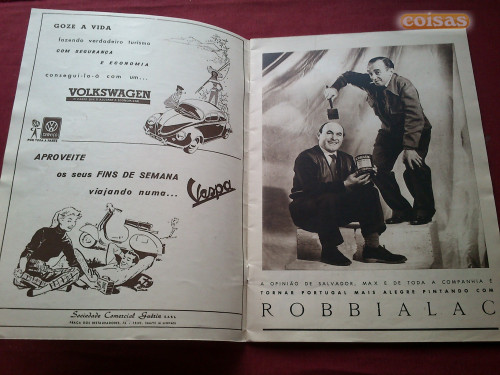 coisas
GOZE A VIDA
fazendo verdadeiro turismo
COM SEGURANÇA
E ECONOMIA
consegui-lo-á com um...
VOLKSWAGEN
SERVICE
APROVEITE
os seus FINS DE SEMANA
viajando numa...
Vespa
Sociedade Comercial Guérin S.A.R.L.
A OPINIÃO DE SALVADOR, MAX E DE TODA A COMPANHIA É
TORNAR PORTUGAL MAIS ALEGRE PINTANDO COM
ROBBIALAC